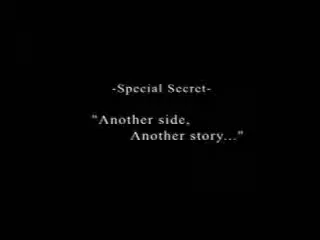 -Special Secret-
"Another side,
Another story..."